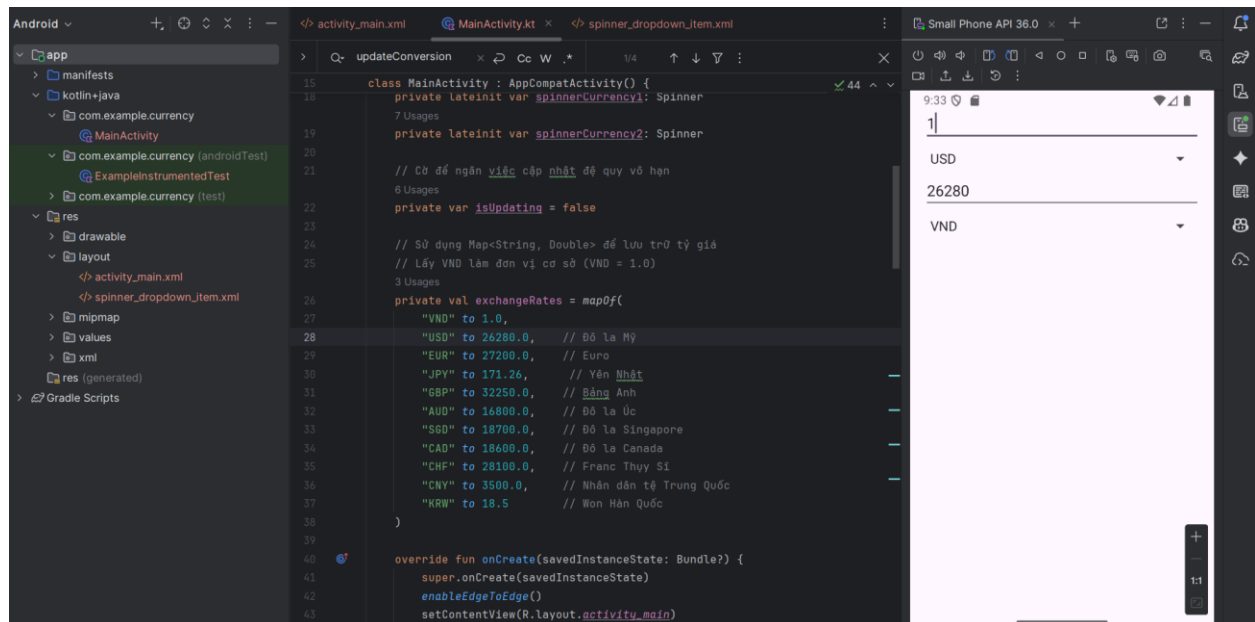 Android
app
manifests
kotlin+java
com.example.currency
MainActivity
com.example.currency (androidTest)
ExampleInstrumentedTest
com.example.currency (test)
res
drawable
layout
activity_main.xml
spinner_dropdown_item.xml
mipmap
values
xml
res (generated)
Gradle Scripts
activity_main.xml MainActivity.kt spinner_dropdown_item.xml
updateConversion Cc W .* 1/4
15 class MainActivity : AppCompatActivity() { 44
18 private lateinit var spinnerCurrency1: Spinner
7 Usages
19 private lateinit var spinnerCurrency2: Spinner
20
21 // Cờ để ngăn việc cập nhật đệ quy vô hạn
6 Usages
22 private var isUpdating = false
23
24 // Sử dụng Map<String, Double> để lưu trữ tỷ giá
25 // Lấy VND làm đơn vị cơ sở (VND = 1.0)
3 Usages
26 private val exchangeRates = mapOf(
27 "VND" to 1.0,
28 "USD" to 26280.0, // Đô la Mỹ
29 "EUR" to 27200.0, // Euro
30 "JPY" to 171.26, // Yên Nhật
31 "GBP" to 32250.0, // Bảng Anh
32 "AUD" to 16800.0, // Đô la Úc
33 "SGD" to 18700.0, // Đô la Singapore
34 "CAD" to 18600.0, // Đô la Canada
35 "CHF" to 28100.0, // Franc Thụy Sĩ
36 "CNY" to 3500.0, // Nhân dân tệ Trung Quốc
37 "KRW" to 18.5 // Won Hàn Quốc
38 )
39
40 override fun onCreate(savedInstanceState: Bundle?) {
41 super.onCreate(savedInstanceState)
42 enableEdgeToEdge()
43 setContentView(R.layout.activity_main)
Small Phone API 36.0
9:33
1
USD
26280
VND
1:1